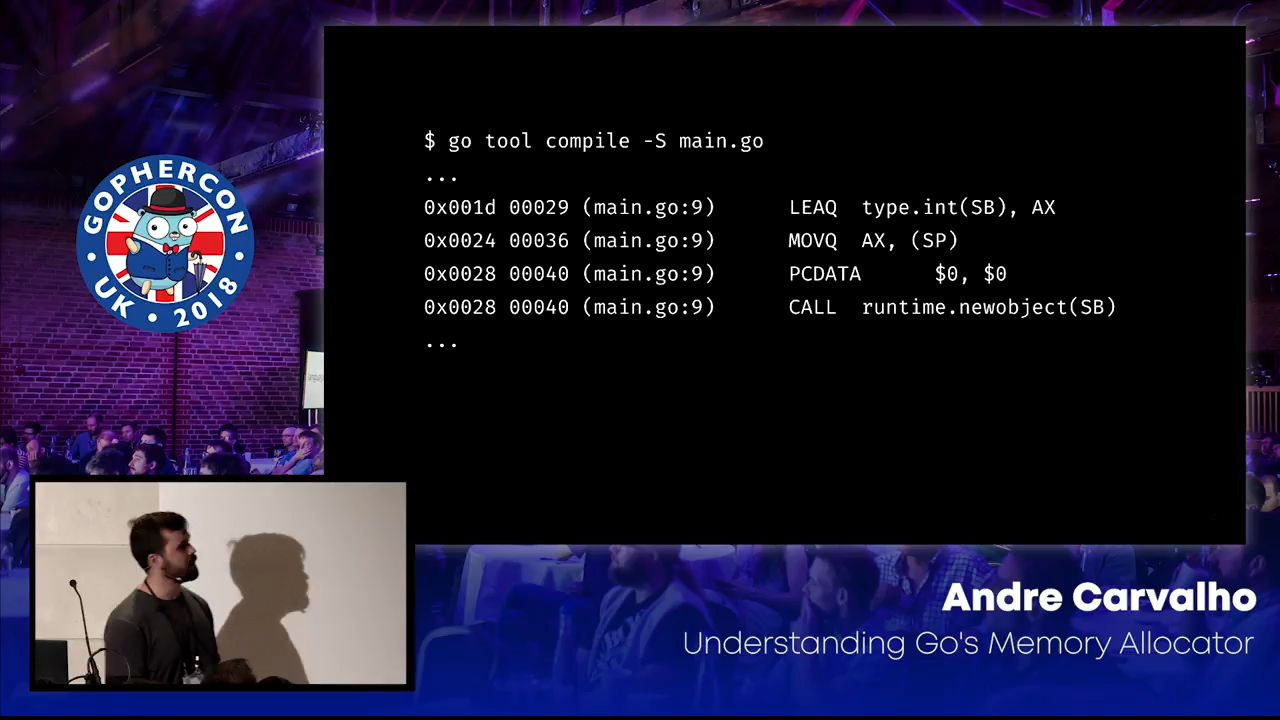 GOPHERCON
UK • 2018
$ go tool compile -S main.go
...
0x001d 00029 (main.go:9) LEAQ type.int(SB), AX
0x0024 00036 (main.go:9) MOVQ AX, (SP)
0x0028 00040 (main.go:9) PCDATA $0, $0
0x0028 00040 (main.go:9) CALL runtime.newobject(SB)
...
Andre Carvalho
Understanding Go's Memory Allocator